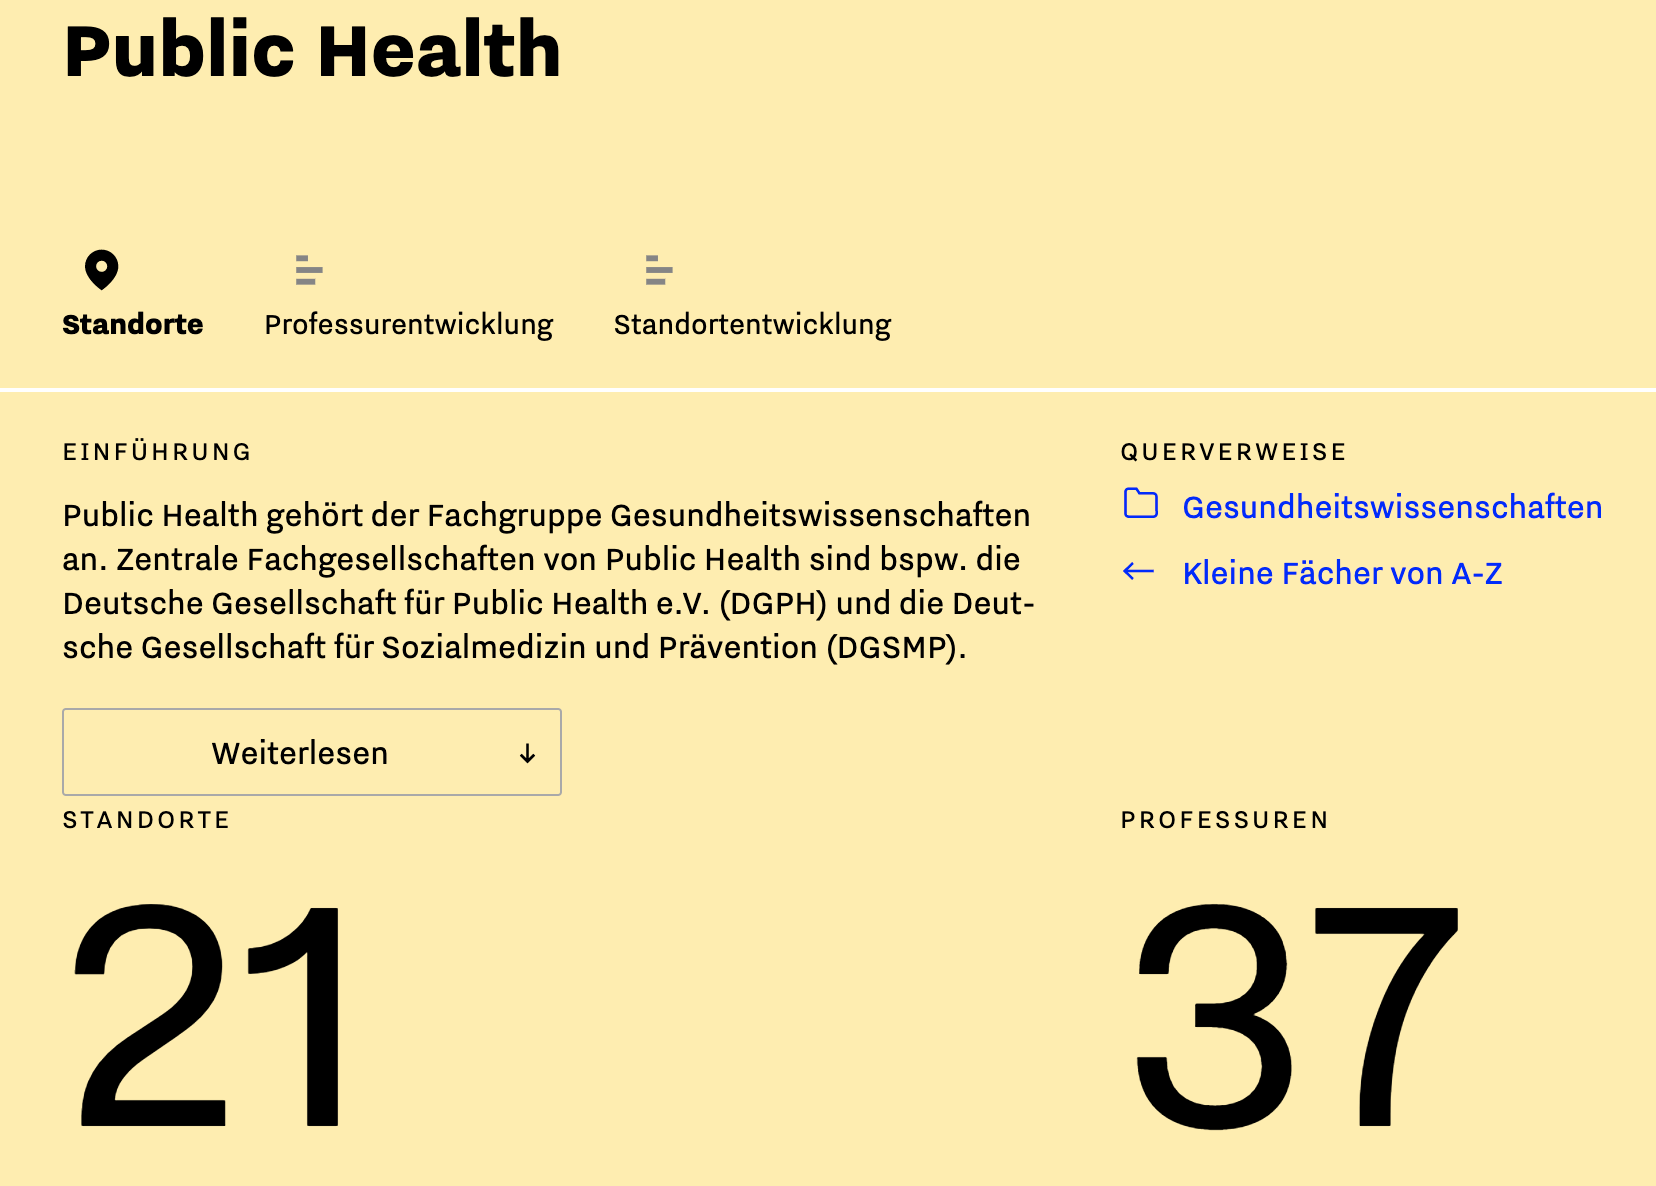 Public Health
Standorte
Professurentwicklung
Standortentwicklung
EINFÜHRUNG
Public Health gehört der Fachgruppe Gesundheitswissenschaften
an. Zentrale Fachgesellschaften von Public Health sind bspw. die
Deutsche Gesellschaft für Public Health e.V. (DGPH) und die Deut-
sche Gesellschaft für Sozialmedizin und Prävention (DGSMP).
Weiterlesen ↓
QUERVERWEISE
Gesundheitswissenschaften
← Kleine Fächer von A-Z
STANDORTE
21
PROFESSUREN
37